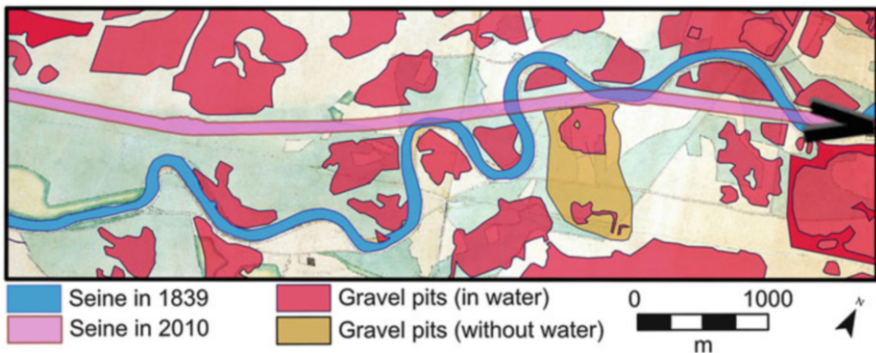 Seine in 1839
Seine in 2010
Gravel pits (in water)
Gravel pits (without water)
0 1000
m
N